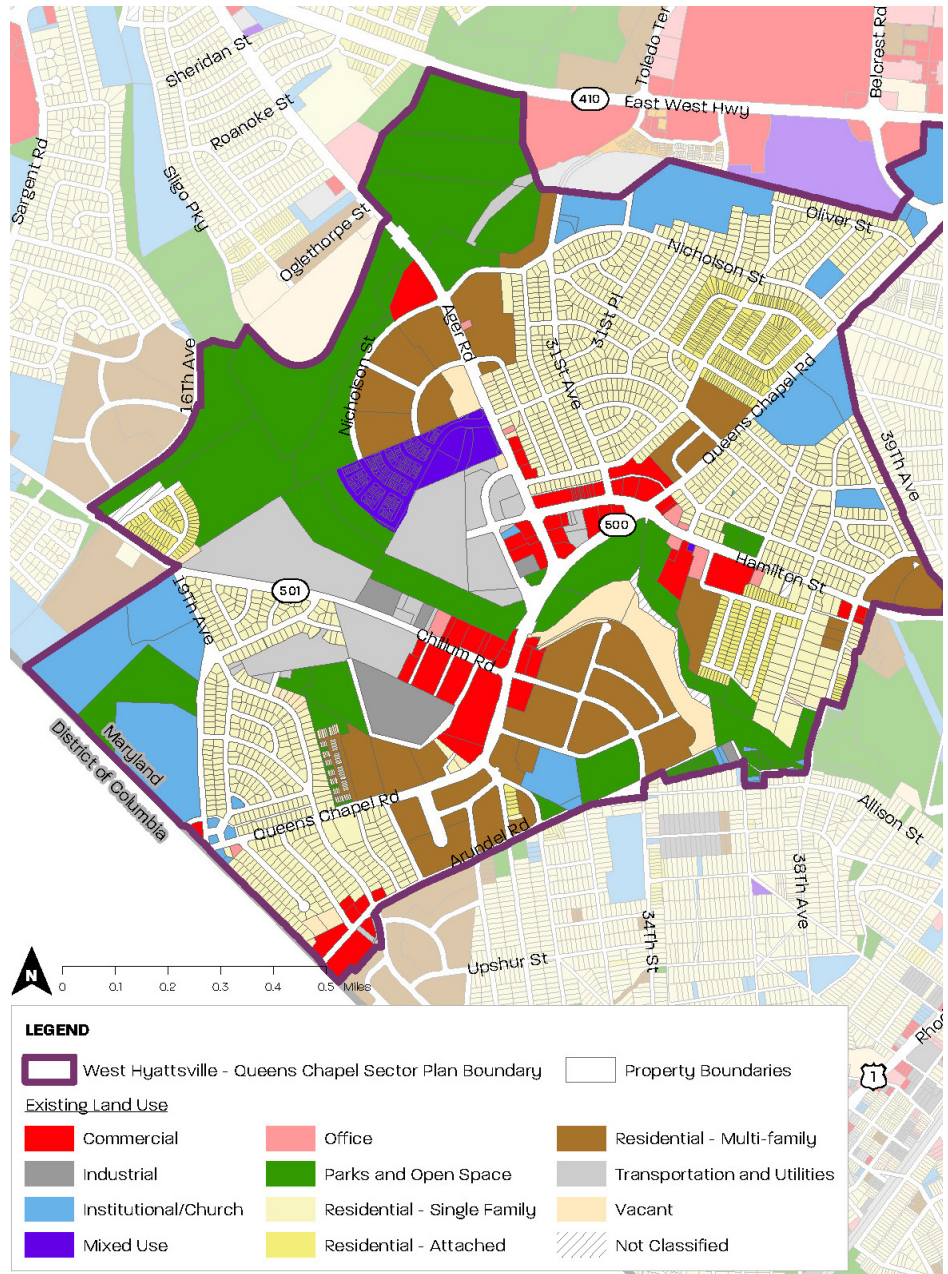 Sheridan St
Roanoke St
Sargent Rd
Sligo Pky
Oglethorpe St
410
East West Hwy
Toledo Ter
Belcrest Rd
Oliver St
Nicholson St
16Th Ave
Nicholson St
Ager Rd
31St Pl
31St Ave
Queens Chapel Rd
39Th Ave
500
Hamilton St
19Th Ave
501
Chillum Rd
Maryland
District of Columbia
Queens Chapel Rd
Arundel Rd
Allison St
34Th St
38Th Ave
Upshur St
N
0 0.1 0.2 0.3 0.4 0.5 Miles
1
LEGEND
West Hyattsville - Queens Chapel Sector Plan Boundary Property Boundaries
Existing Land Use
Commercial Office Residential - Multi-family
Industrial Parks and Open Space Transportation and Utilities
Institutional/Church Residential - Single Family Vacant
Mixed Use Residential - Attached Not Classified